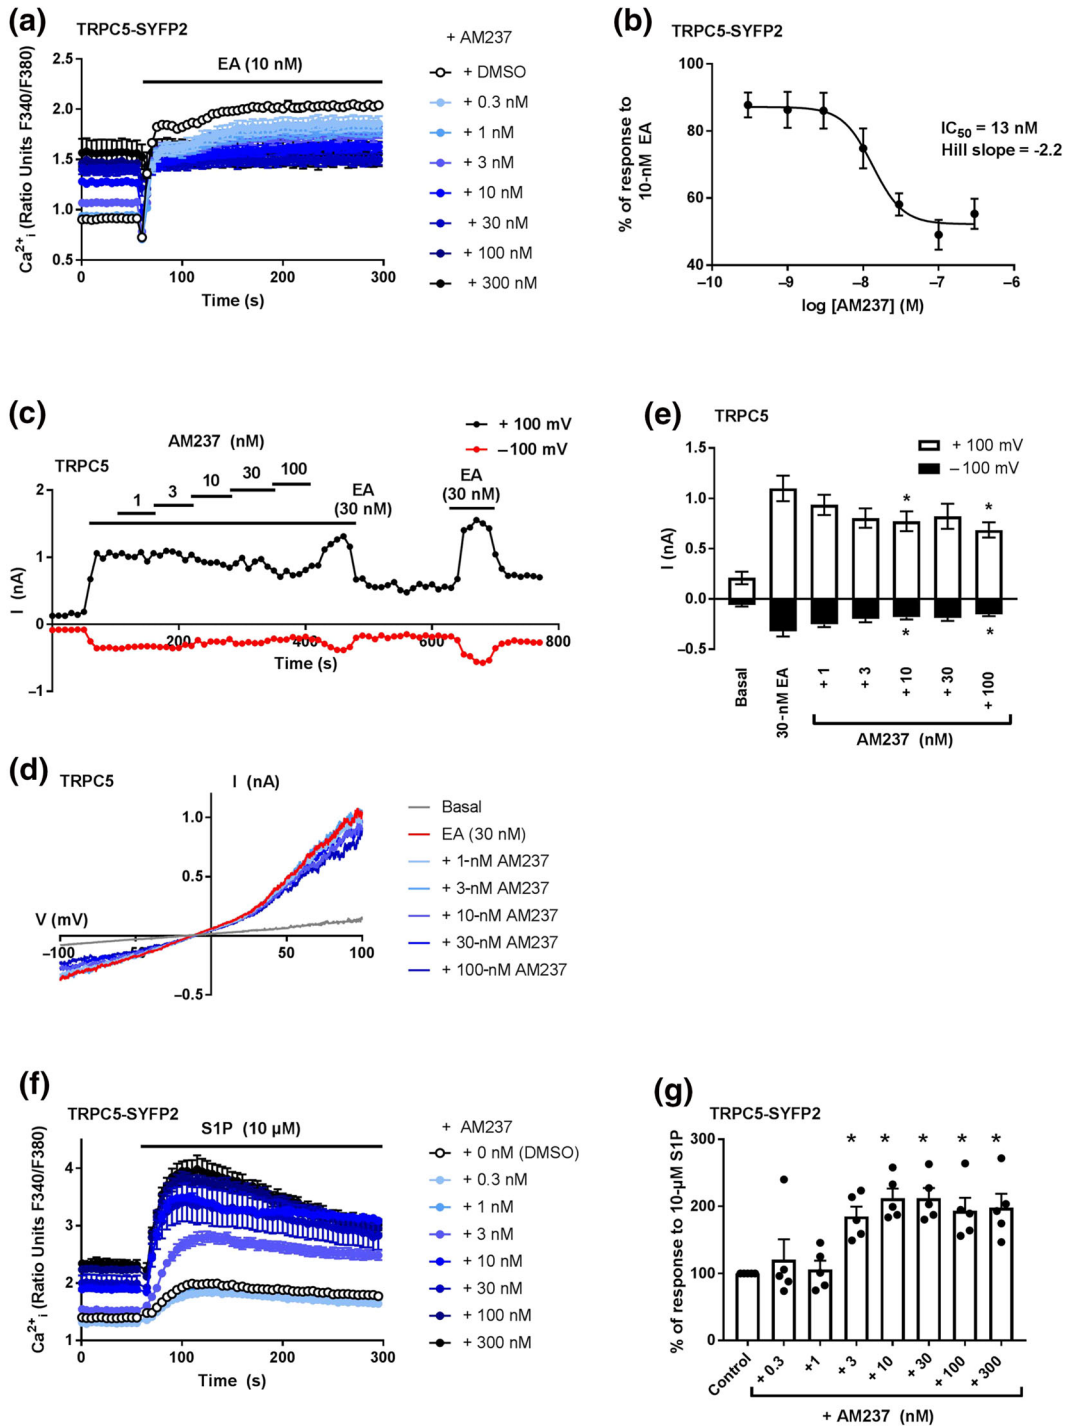 (a)
TRPC5-SYFP2
EA (10 nM)
Ca²⁺ᵢ (Ratio Units F340/F380)
2.5
2.0
1.5
1.0
0.5
0
100
200
300
Time (s)
+ AM237
+ DMSO
+ 0.3 nM
+ 1 nM
+ 3 nM
+ 10 nM
+ 30 nM
+ 100 nM
+ 300 nM
(b)
TRPC5-SYFP2
% of response to
10-nM EA
100
80
60
40
IC₅₀ = 13 nM
Hill slope = -2.2
–10
–9
–8
–7
–6
log [AM237] (M)
(c)
+ 100 mV
–100 mV
AM237 (nM)
TRPC5
1
3
10
30
100
EA
(30 nM)
EA
(30 nM)
I (nA)
2
1
0
–1
200
400
600
800
Time (s)
(e)
TRPC5
+ 100 mV
–100 mV
I (nA)
1.5
1.0
0.5
0.0
–0.5
*
*
*
*
Basal
30-nM EA
+ 1
+ 3
+ 10
+ 30
+ 100
AM237 (nM)
(d)
TRPC5
I (nA)
1.0
0.5
–0.5
V (mV)
–100
–50
50
100
Basal
EA (30 nM)
+ 1-nM AM237
+ 3-nM AM237
+ 10-nM AM237
+ 30-nM AM237
+ 100-nM AM237
(f)
TRPC5-SYFP2
S1P (10 µM)
Ca²⁺ᵢ (Ratio Units F340/F380)
4
3
2
1
0
100
200
300
Time (s)
+ AM237
+ 0 nM (DMSO)
+ 0.3 nM
+ 1 nM
+ 3 nM
+ 10 nM
+ 30 nM
+ 100 nM
+ 300 nM
(g)
TRPC5-SYFP2
% of response to 10-µM S1P
300
200
100
0
* * * * *
Control
+ 0.3
+1
+ 3
+ 10
+ 30
+ 100
+ 300
+ AM237 (nM)